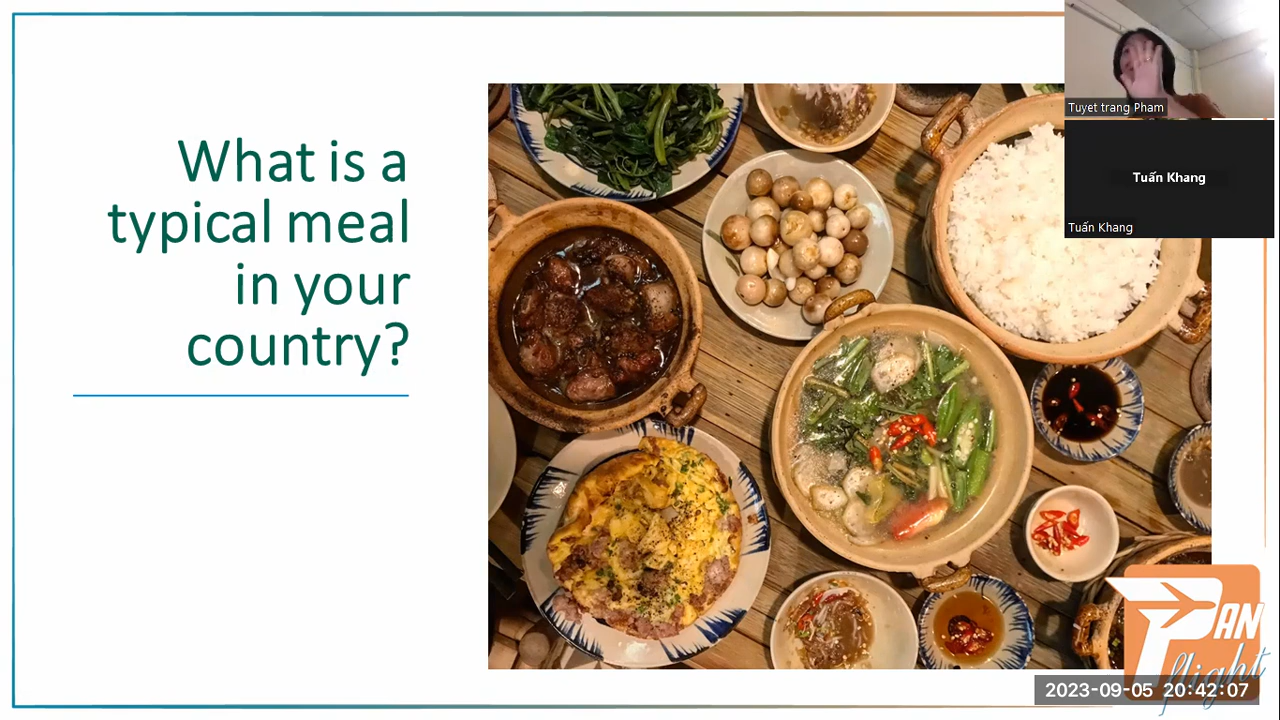 What is a
typical meal
in your
country?
Tuyet trang Pham
Tuấn Khang
Tuấn Khang
PAN
flight
2023-09-05 20:42:07